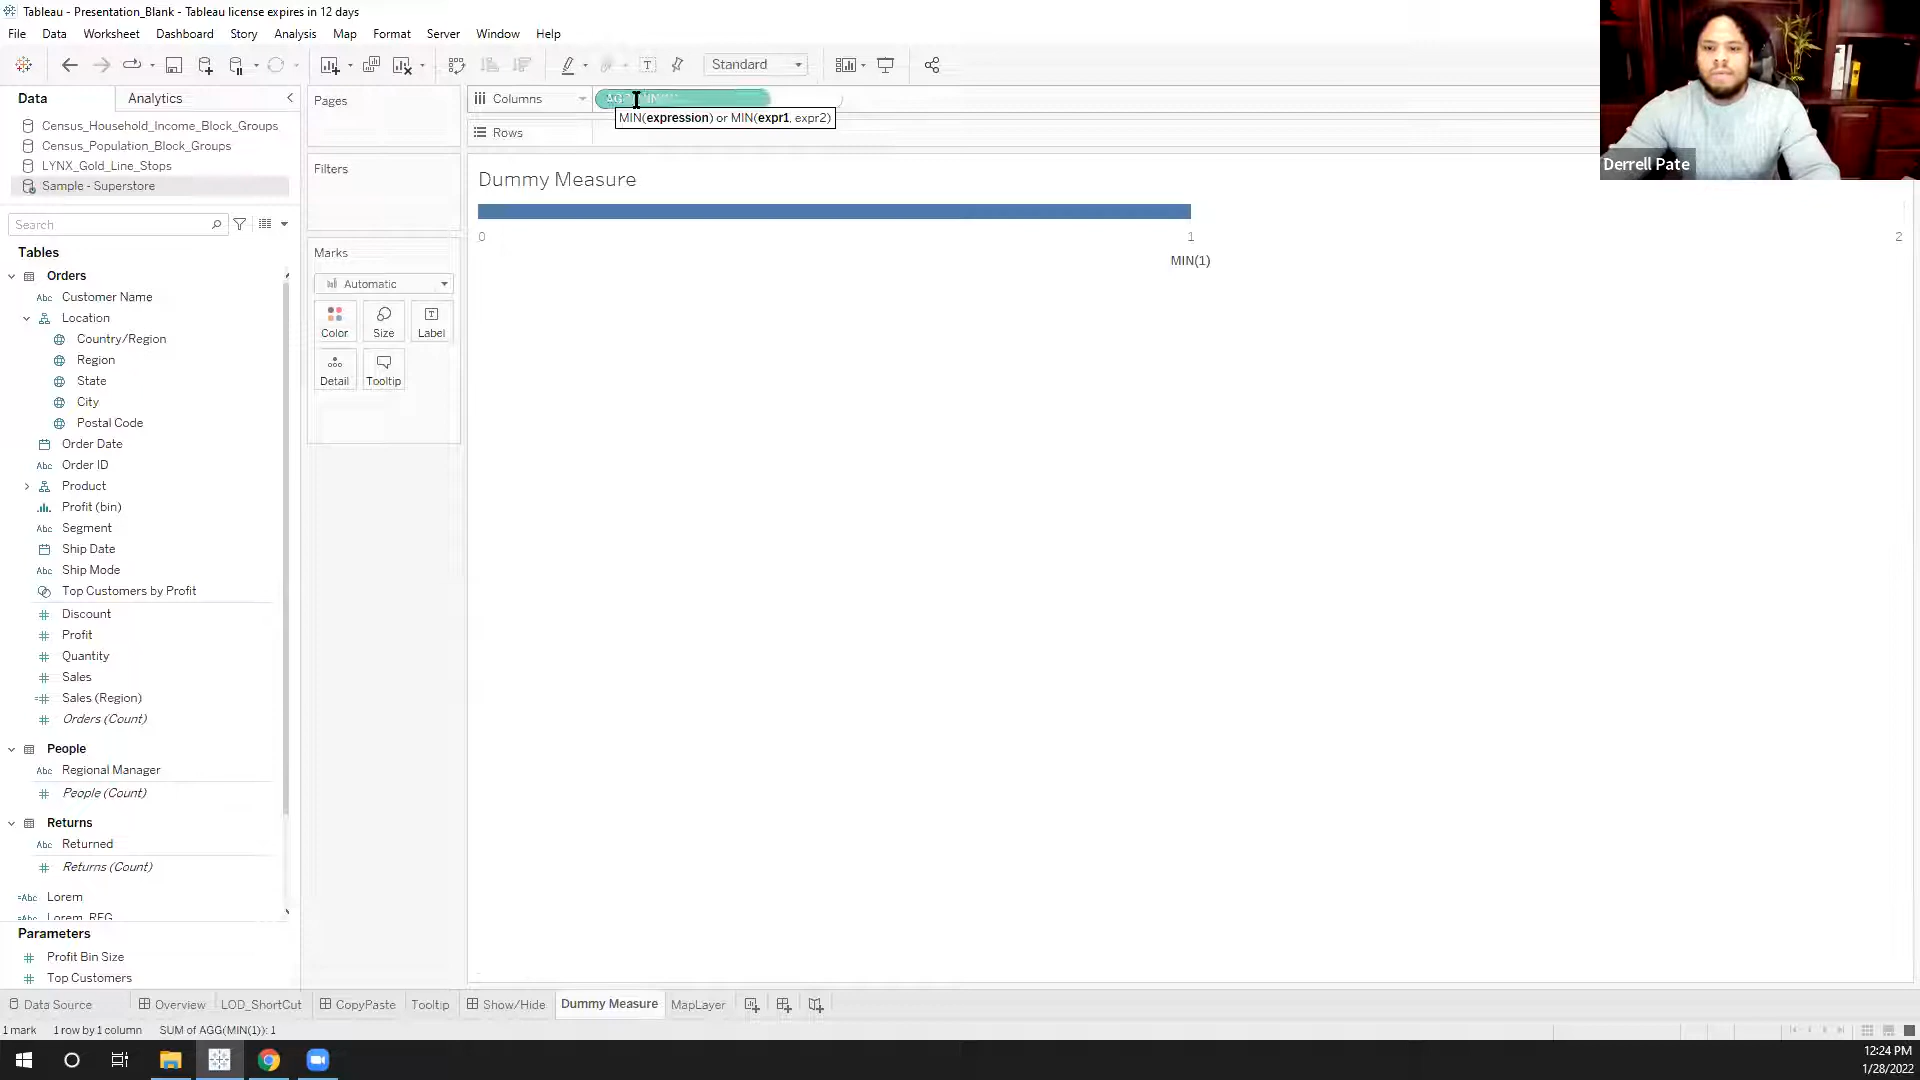 Tableau - Presentation_Blank - Tableau license expires in 12 days
File Data Worksheet Dashboard Story Analysis Map Format Server Window Help
Standard
Data Analytics
Pages
Columns
MIN(expression) or MIN(expr1, expr2)
Rows
Derrell Pate
Census_Household_Income_Block_Groups
Census_Population_Block_Groups
LYNX_Gold_Line_Stops
Sample - Superstore
Filters
Dummy Measure
0 1 2
MIN(1)
Search
Tables
Marks
Automatic
Color Size Label
Detail Tooltip
Orders
Abc Customer Name
Location
Country/Region
Region
State
City
Postal Code
Order Date
Abc Order ID
Product
Profit (bin)
Abc Segment
Ship Date
Abc Ship Mode
Top Customers by Profit
# Discount
# Profit
# Quantity
# Sales
=# Sales (Region)
# Orders (Count)
People
Abc Regional Manager
# People (Count)
Returns
Abc Returned
# Returns (Count)
=Abc Lorem
Parameters
# Profit Bin Size
# Top Customers
Data Source Overview LOD_ShortCut CopyPaste Tooltip Show/Hide Dummy Measure MapLayer
1 mark 1 row by 1 column SUM of AGG(MIN(1)): 1
12:24 PM
1/28/2022